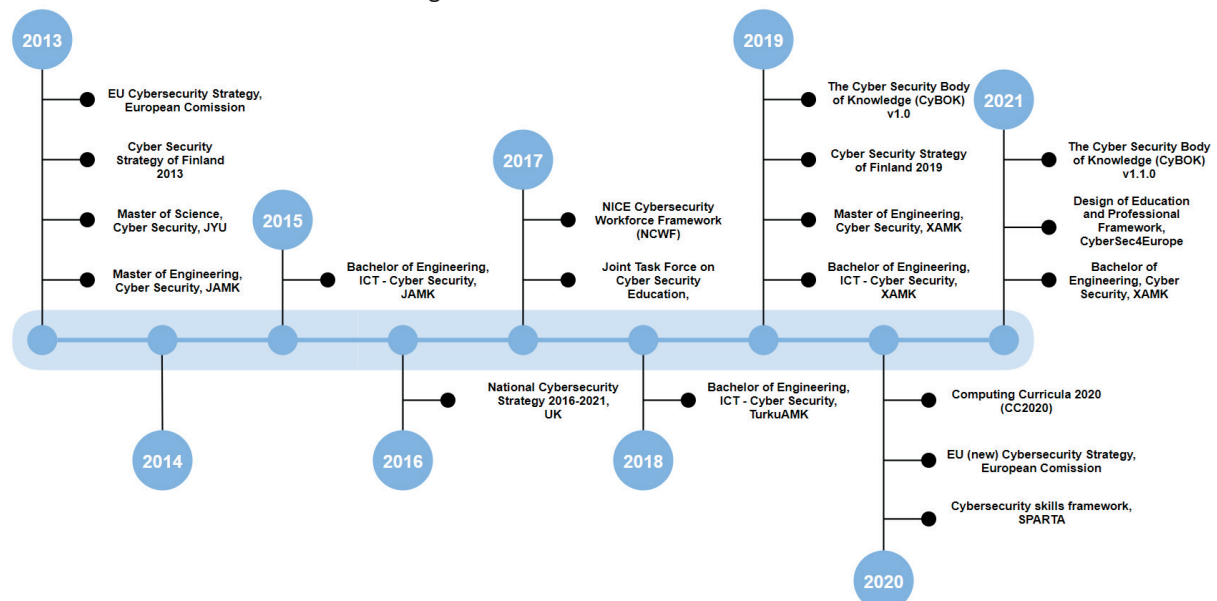 2013
EU Cybersecurity Strategy,
European Comission
Cyber Security
Strategy of Finland
2013
Master of Science,
Cyber Security, JYU
Master of Engineering,
Cyber Security, JAMK
2014
2015
Bachelor of Engineering,
ICT - Cyber Security,
JAMK
National Cybersecurity
Strategy 2016-2021,
UK
2016
2017
NICE Cybersecurity
Workforce Framework
(NCWF)
Joint Task Force on
Cyber Security
Education,
Bachelor of Engineering,
ICT - Cyber Security,
TurkuAMK
2018
2019
The Cyber Security Body
of Knowledge (CyBOK)
v1.0
Cyber Security Strategy
of Finland 2019
Master of Engineering,
Cyber Security, XAMK
Bachelor of Engineering,
ICT - Cyber Security,
XAMK
Computing Curricula 2020
(CC2020)
EU (new) Cybersecurity Strategy,
European Comission
Cybersecurity skills framework,
SPARTA
2020
2021
The Cyber Security Body
of Knowledge (CyBOK)
v1.1.0
Design of Education
and Professional
Framework,
CyberSec4Europe
Bachelor of
Engineering, Cyber
Security, XAMK